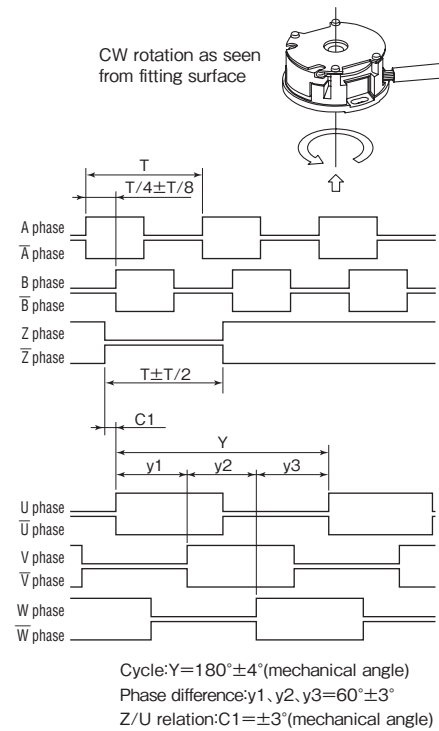 CW rotation as seen
from fitting surface
T
T/4±T/8
A phase
A̅ phase
B phase
B̅ phase
Z phase
Z̅ phase
T±T/2
C1
Y
y1 y2 y3
U phase
U̅ phase
V phase
V̅ phase
W phase
W̅ phase
Cycle:Y=180°±4°(mechanical angle)
Phase difference:y1、y2、y3=60°±3°
Z/U relation:C1=±3°(mechanical angle)